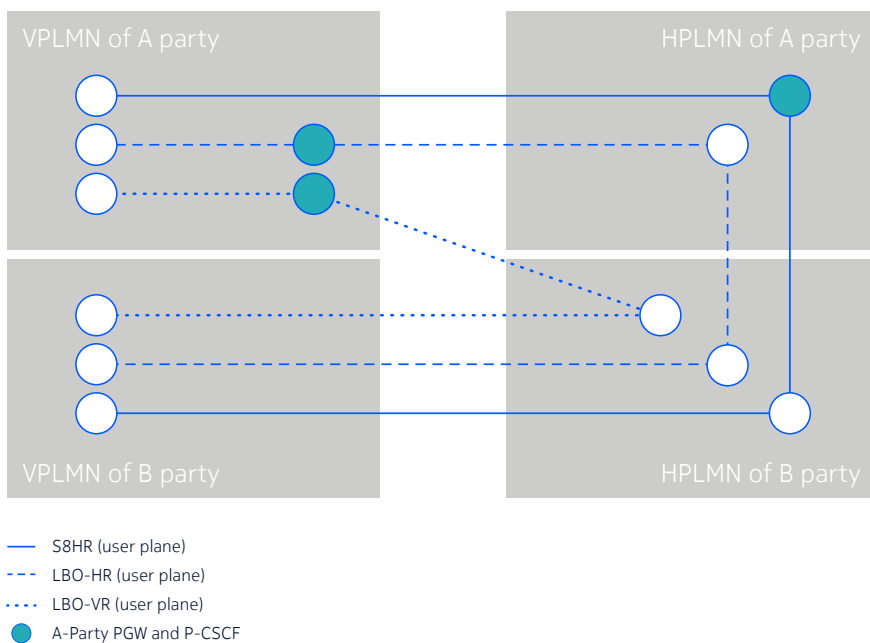 VPLMN of A party
HPLMN of A party
VPLMN of B party
HPLMN of B party
S8HR (user plane)
LBO-HR (user plane)
LBO-VR (user plane)
A-Party PGW and P-CSCF